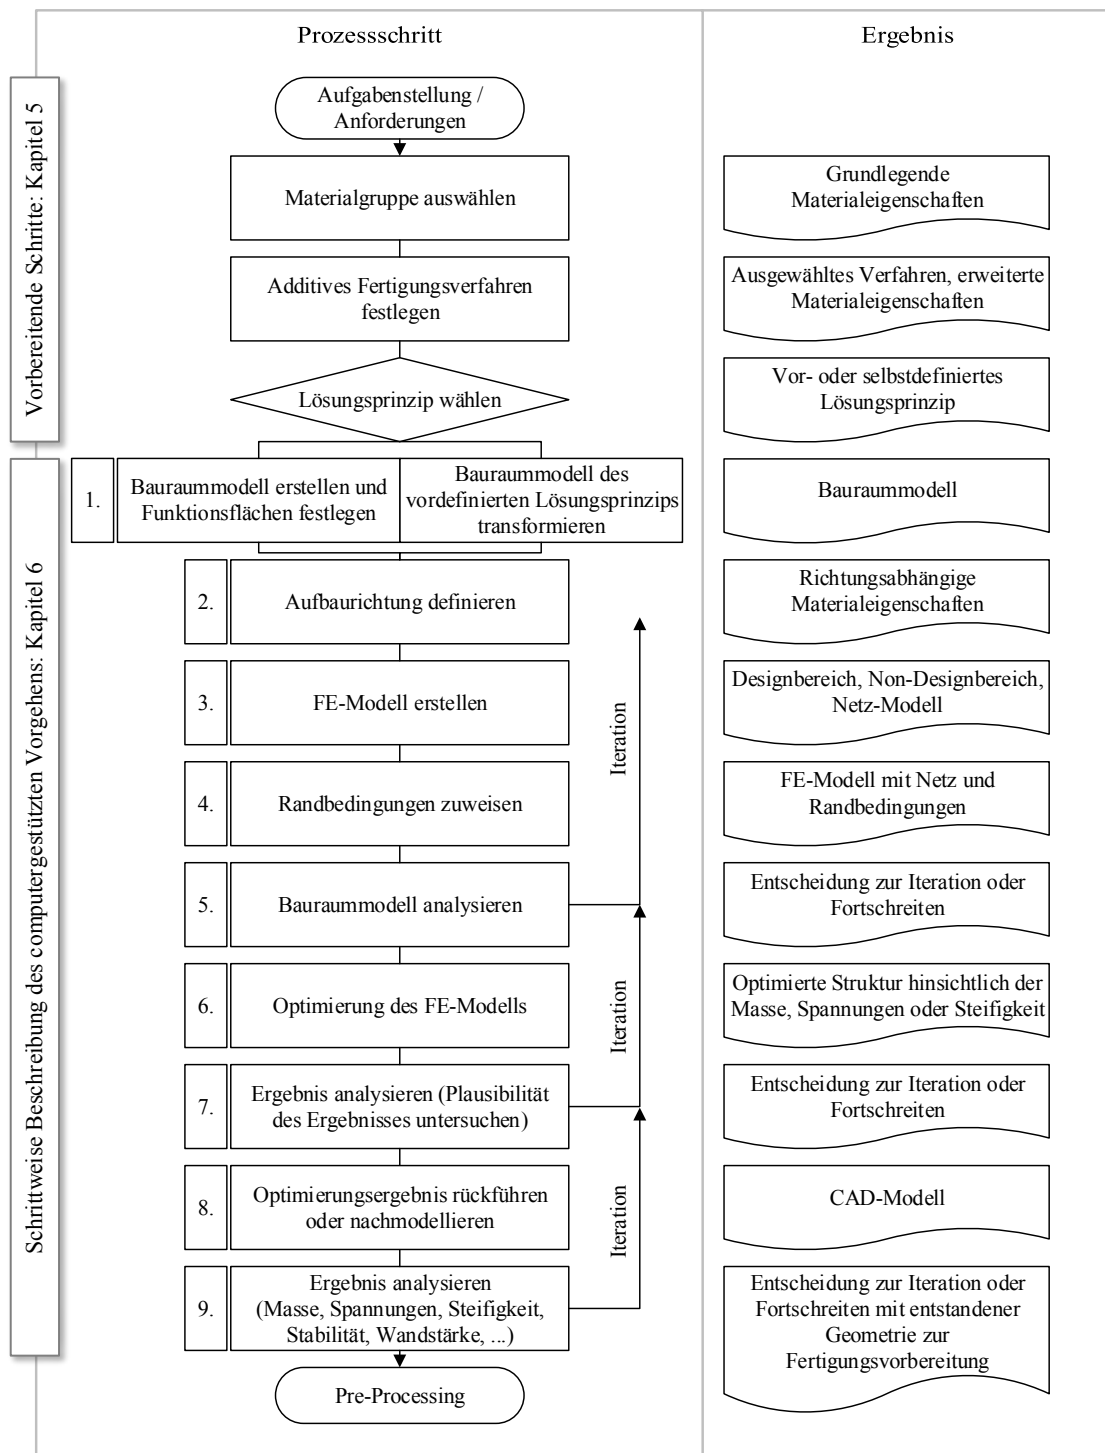 Prozessschritt
Ergebnis
Vorbereitende Schritte: Kapitel 5
Aufgabenstellung /
Anforderungen
Materialgruppe auswählen
Grundlegende
Materialeigenschaften
Additives Fertigungsverfahren
festlegen
Ausgewähltes Verfahren, erweiterte
Materialeigenschaften
Lösungsprinzip wählen
Vor- oder selbstdefiniertes
Lösungsprinzip
Schrittweise Beschreibung des computergestützten Vorgehens: Kapitel 6
1.
Bauraummodell erstellen und
Funktionsflächen festlegen
Bauraummodell des
vordefinierten Lösungsprinzips
transformieren
Bauraummodell
2.
Aufbaurichtung definieren
Richtungsabhängige
Materialeigenschaften
3.
FE-Modell erstellen
Designbereich, Non-Designbereich,
Netz-Modell
Iteration
4.
Randbedingungen zuweisen
FE-Modell mit Netz und
Randbedingungen
5.
Bauraummodell analysieren
Entscheidung zur Iteration oder
Fortschreiten
6.
Optimierung des FE-Modells
Optimierte Struktur hinsichtlich der
Masse, Spannungen oder Steifigkeit
Iteration
7.
Ergebnis analysieren (Plausibilität
des Ergebnisses untersuchen)
Entscheidung zur Iteration oder
Fortschreiten
8.
Optimierungsergebnis rückführen
oder nachmodellieren
CAD-Modell
Iteration
9.
Ergebnis analysieren
(Masse, Spannungen, Steifigkeit,
Stabilität, Wandstärke, ...)
Entscheidung zur Iteration oder
Fortschreiten mit entstandener
Geometrie zur
Fertigungsvorbereitung
Pre-Processing